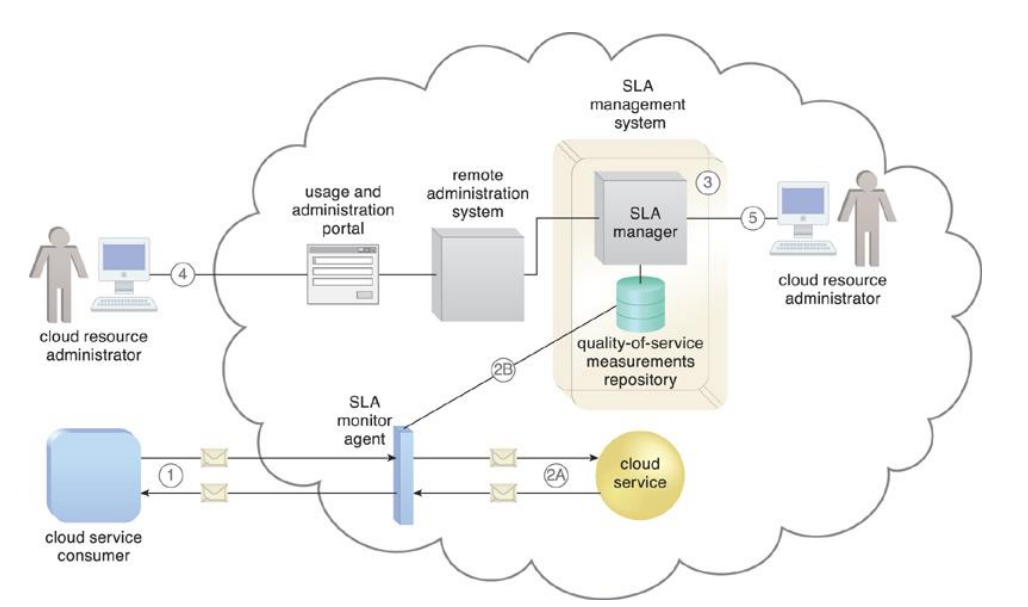 SLA
management
system
remote
administration
system
usage and
administration
portal
3
SLA
manager
5
4
cloud resource
administrator
cloud resource
administrator
quality-of-service
measurements
repository
2B
SLA
monitor
agent
1
2A
cloud
service
cloud service
consumer